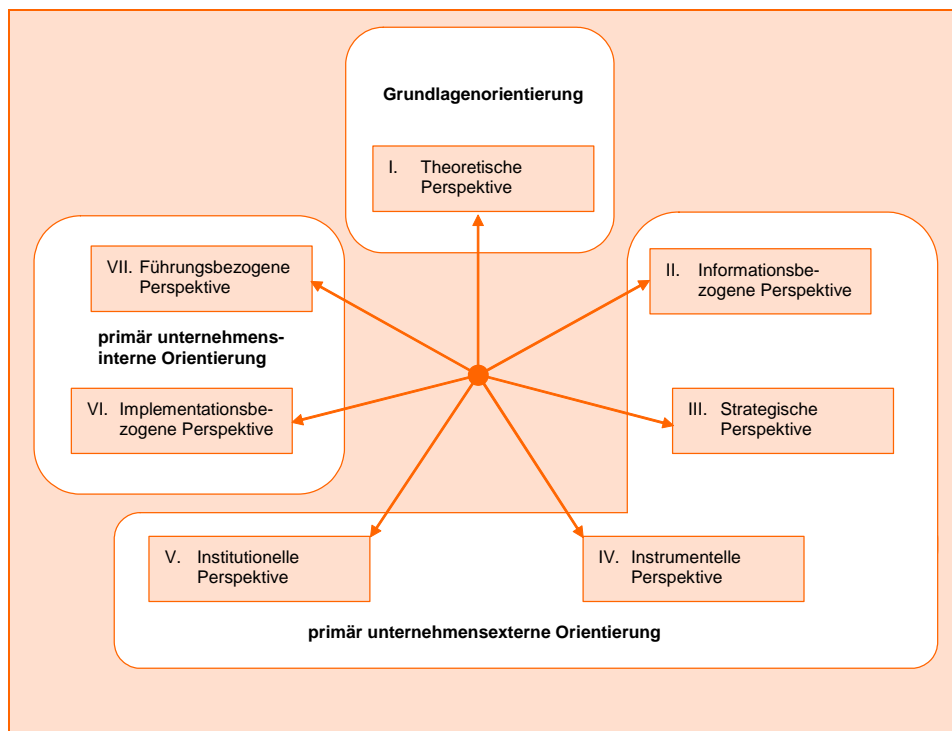 Grundlagenorientierung
I. Theoretische
Perspektive
VII. Führungsbezogene
Perspektive
primär unternehmens-
interne Orientierung
VI. Implementationsbe-
zogene Perspektive
II. Informationsbe-
zogene Perspektive
III. Strategische
Perspektive
V. Institutionelle
Perspektive
IV. Instrumentelle
Perspektive
primär unternehmensexterne Orientierung